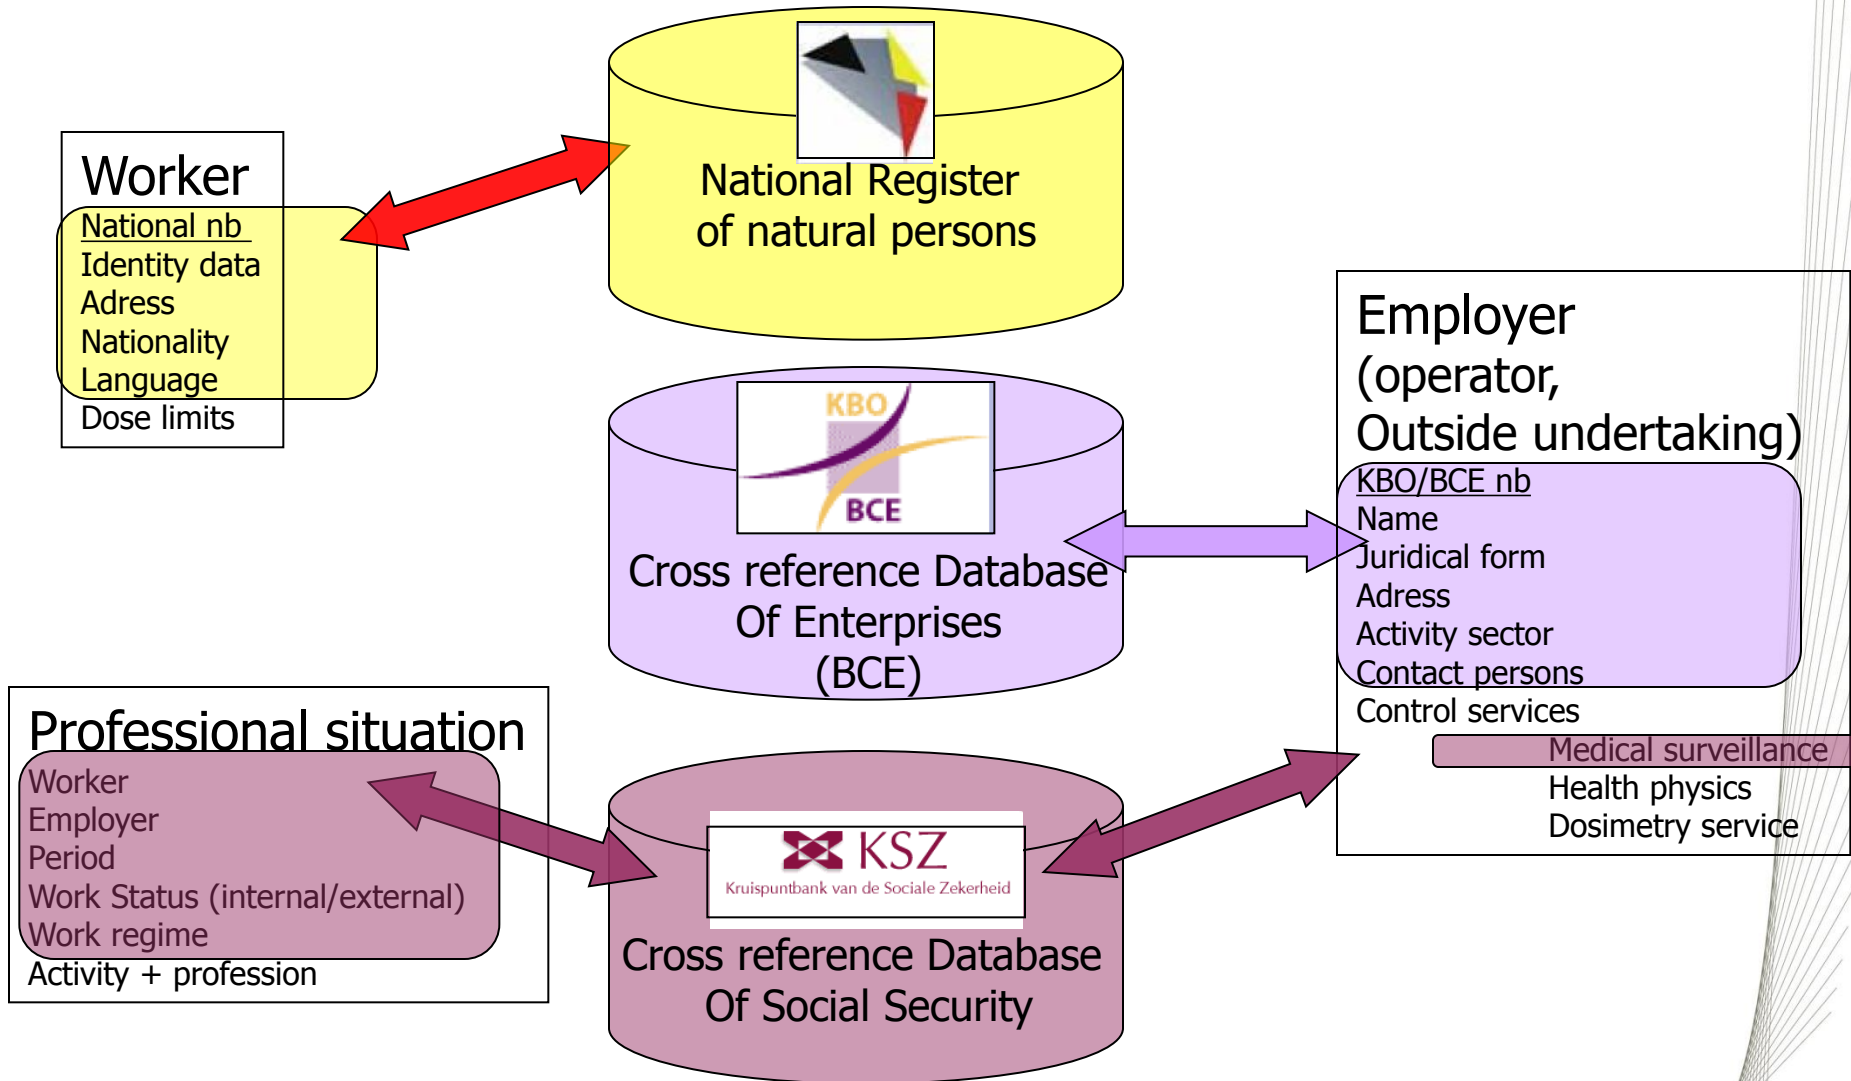 Worker
National nb
Identity data
Adress
Nationality
Language
Dose limits
National Register
of natural persons
KBO
BCE
Cross reference Database
Of Enterprises
(BCE)
Employer
(operator,
Outside undertaking)
KBO/BCE nb
Name
Juridical form
Adress
Activity sector
Contact persons
Control services
Medical surveillance
Health physics
Dosimetry service
Professional situation
Worker
Employer
Period
Work Status (internal/external)
Work regime
Activity + profession
KSZ
Kruispuntbank van de Sociale Zekerheid
Cross reference Database
Of Social Security